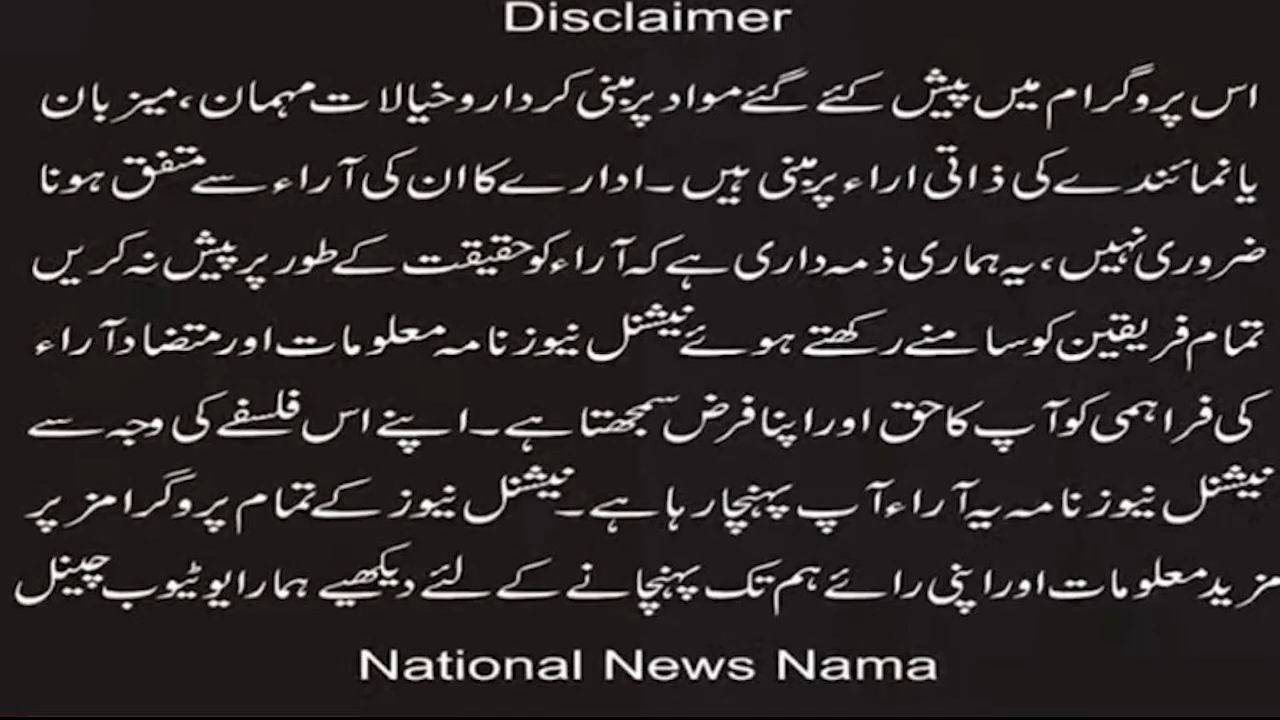 Disclaimer
اس پروگرام میں پیش کئے گئے مواد پر مبنی کردار و خیالات مہمان، میزبان
یا نمائندے کی ذاتی اراء پر مبنی ہیں۔ ادارے کا ان کی آراء سے متفق ہونا
ضروری نہیں، یہ ہماری ذمہ داری ہے کہ آراء کو حقیقت کے طور پر پیش نہ کریں
تمام فریقین کو سامنے رکھتے ہوئے نیشنل نیوز نامہ معلومات اور متضاد آراء
کی فراہمی کو آپ کا حق اور اپنا فرض سمجھتا ہے۔ اپنے اس فلسفے کی وجہ سے
نیشنل نیوز نامہ یہ آراء آپ پہنچا رہا ہے۔ نیشنل نیوز کے تمام پروگرامز پر
مزید معلومات اور اپنی رائے ہم تک پہنچانے کے لئے دیکھیے ہمارا یوٹیوب چینل
National News Nama